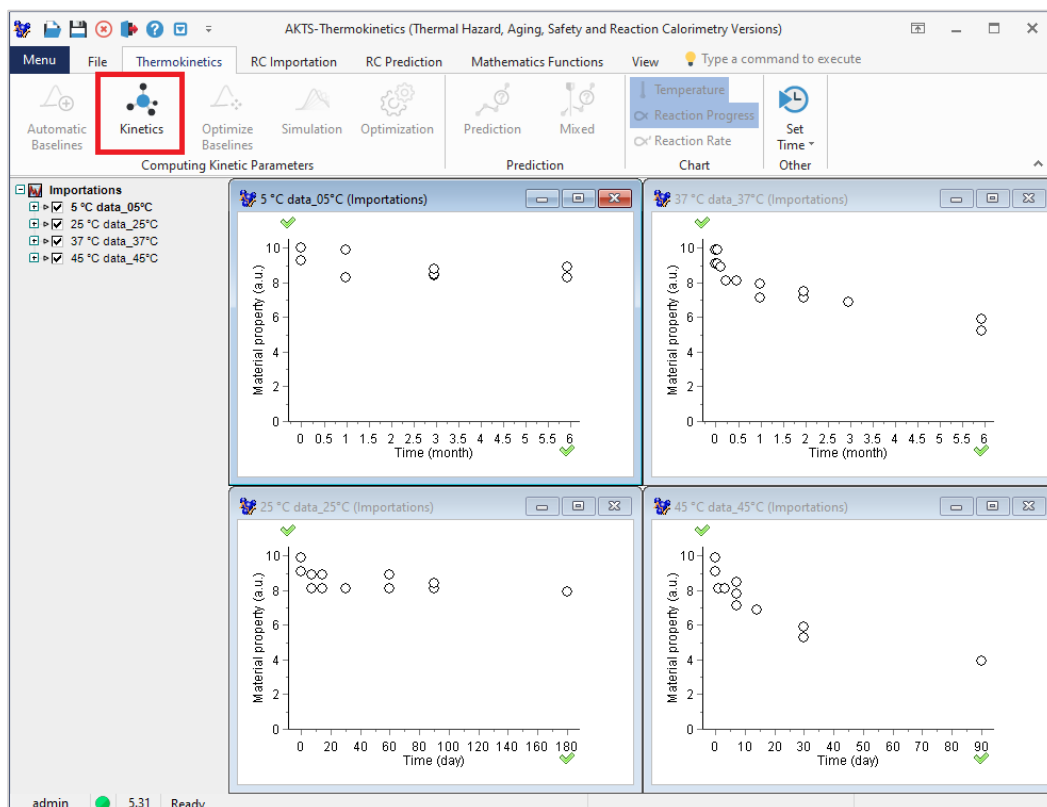 AKTS-Thermokinetics (Thermal Hazard, Aging, Safety and Reaction Calorimetry Versions)
Menu File Thermokinetics RC Importation RC Prediction Mathematics Functions View Type a command to execute
Automatic Baselines
Kinetics
Optimize Baselines
Simulation
Optimization
Computing Kinetic Parameters
Prediction
Mixed
Prediction
Temperature
α Reaction Progress
α' Reaction Rate
Chart
Set Time
Other
Importations
5 °C data_05°C
25 °C data_25°C
37 °C data_37°C
45 °C data_45°C
5 °C data_05°C (Importations)
Material property (a.u.)
10
8
6
4
2
0
0 0.5 1 1.5 2 2.5 3 3.5 4 4.5 5 5.5 6
Time (month)
37 °C data_37°C (Importations)
Material property (a.u.)
10
8
6
4
2
0
0 0.5 1 1.5 2 2.5 3 3.5 4 4.5 5 5.5 6
Time (month)
25 °C data_25°C (Importations)
Material property (a.u.)
10
8
6
4
2
0
0 20 40 60 80 100 120 140 160 180
Time (day)
45 °C data_45°C (Importations)
Material property (a.u.)
10
8
6
4
2
0
0 10 20 30 40 50 60 70 80 90
Time (day)
admin 5.31 Ready